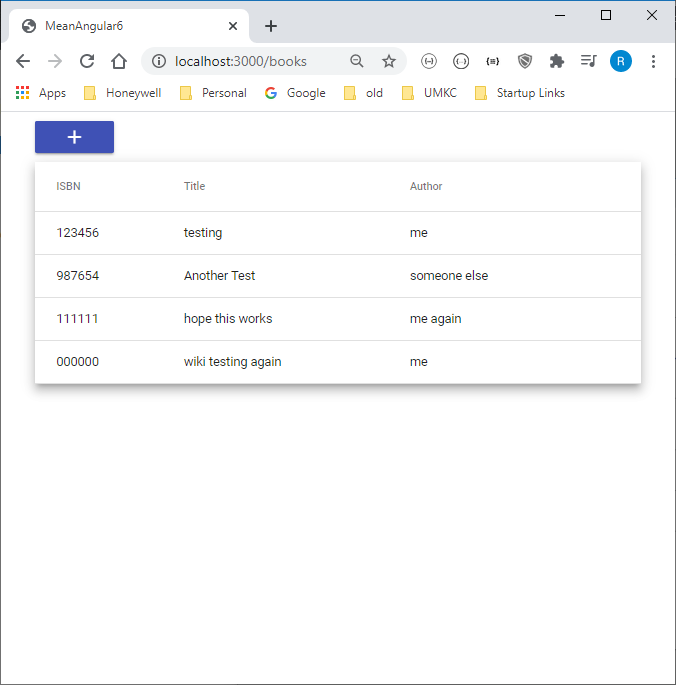 MeanAngular6
localhost:3000/books
Apps Honeywell Personal Google old UMKC Startup Links
ISBN Title Author
123456 testing me
987654 Another Test someone else
111111 hope this works me again
000000 wiki testing again me